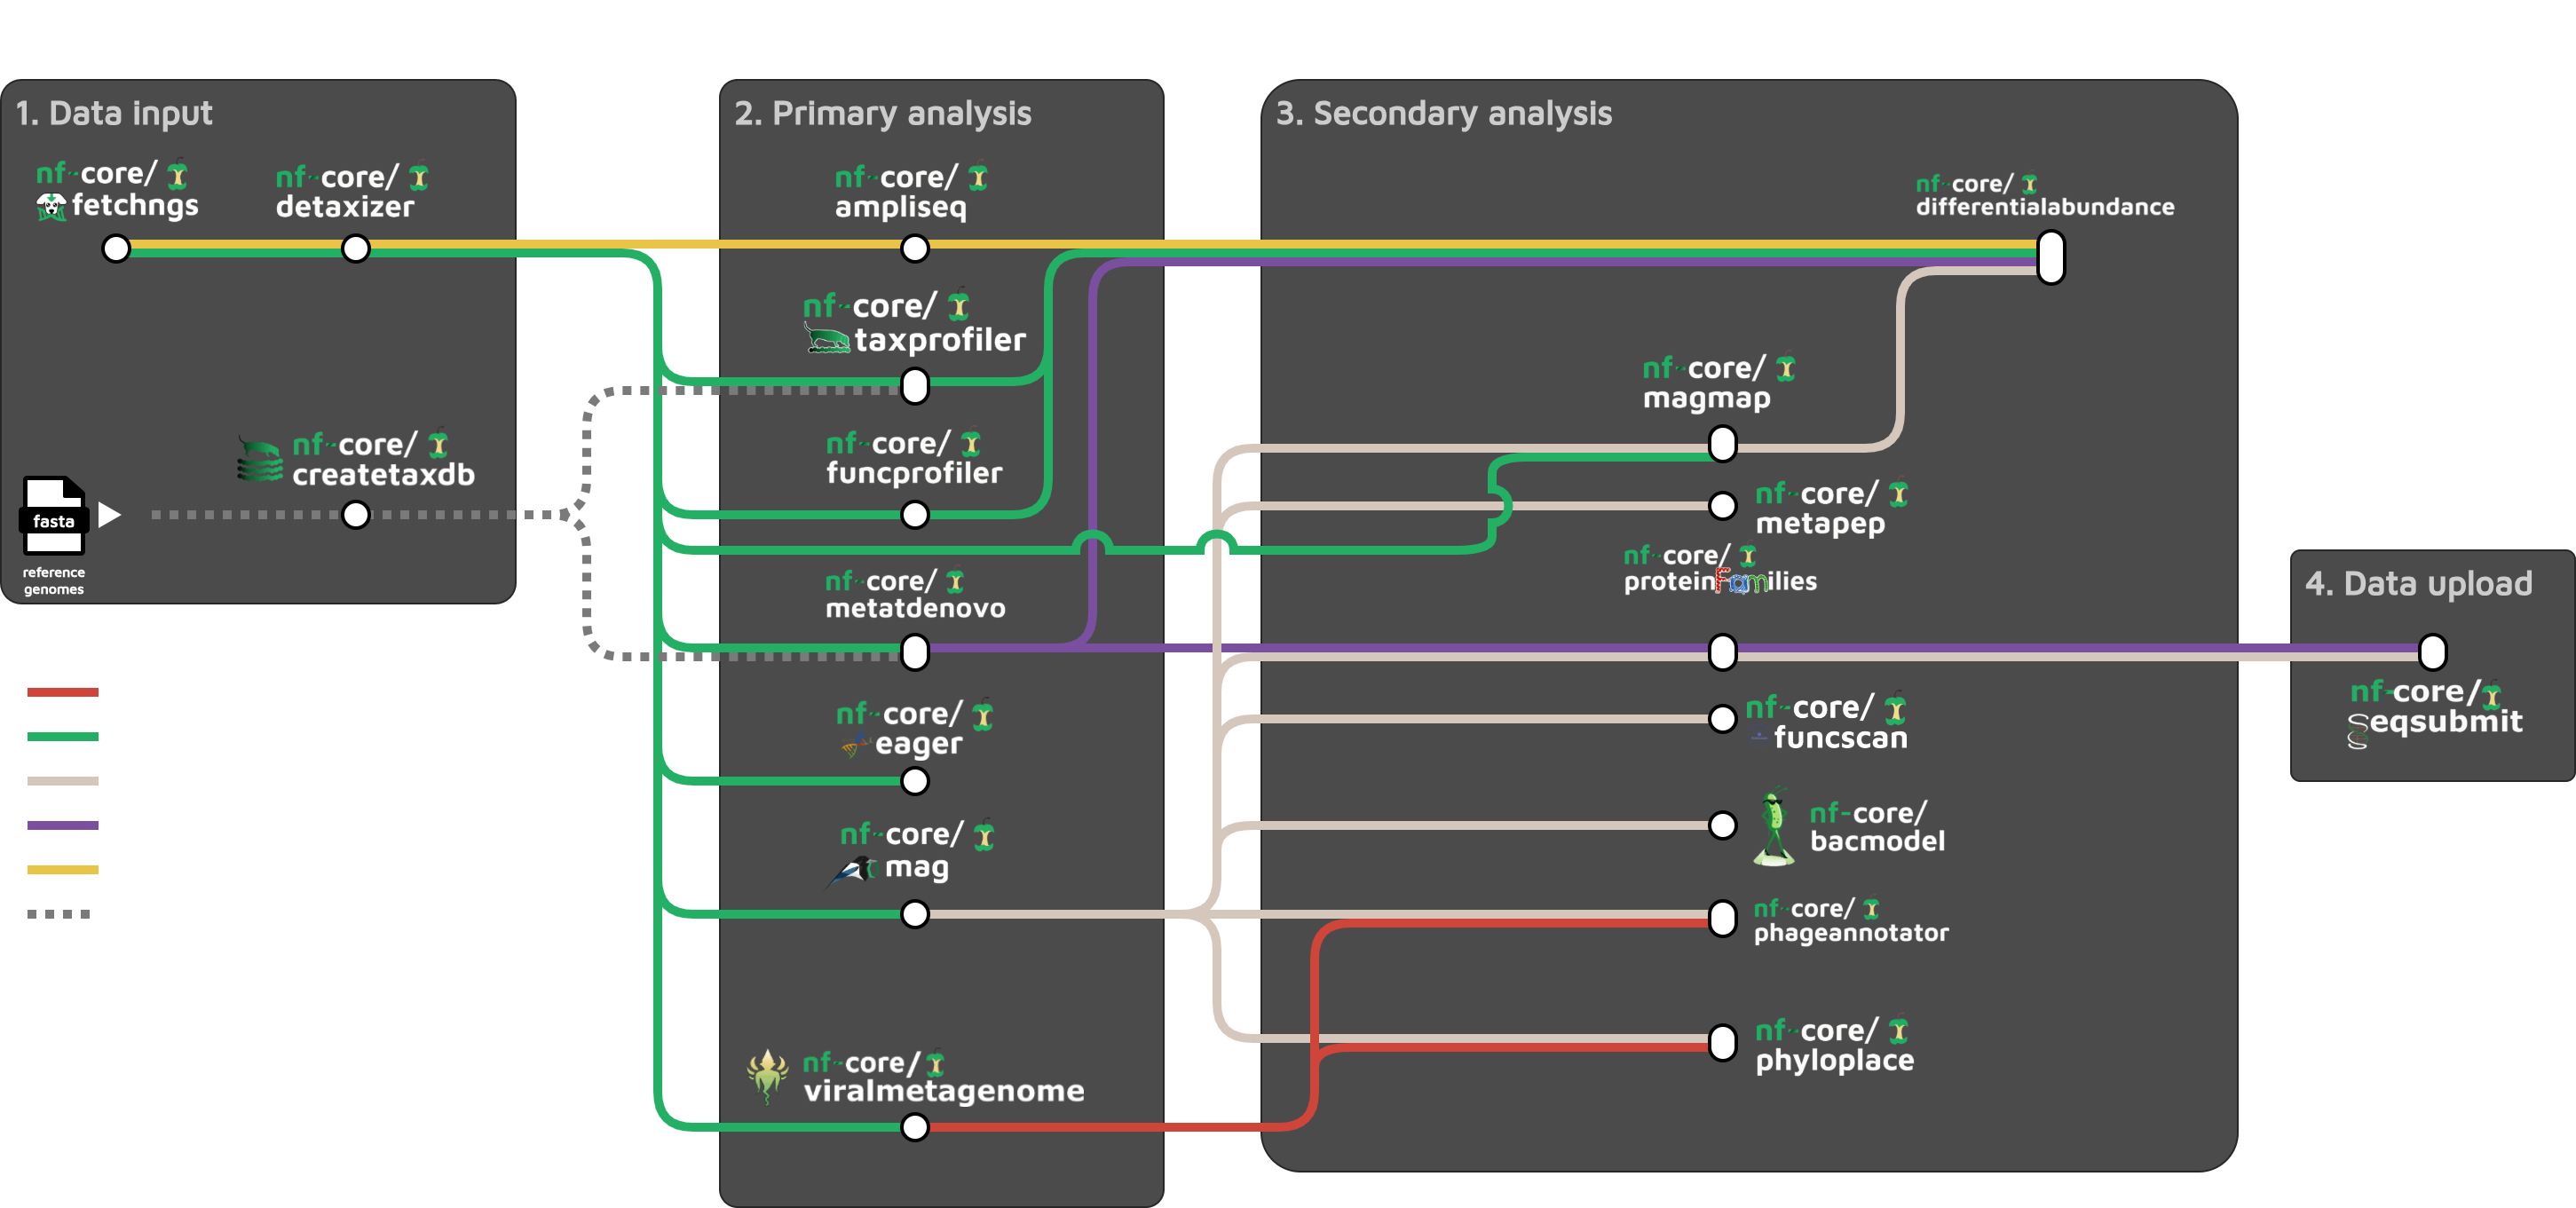 1. Data input
nf-core/
fetchngs
nf-core/
detaxizer
nf-core/
createtaxdb
fasta
reference
genomes
2. Primary analysis
nf-core/
ampliseq
nf-core/
taxprofiler
nf-core/
funcprofiler
nf-core/
metatdenovo
nf-core/
eager
nf-core/
mag
nf-core/
viralmetagenome
3. Secondary analysis
nf-core/
differentialabundance
nf-core/
magmap
nf-core/
metapep
nf-core/
proteinFamilies
nf-core/
funcscan
nf-core/
bacmodel
nf-core/
phageannotator
nf-core/
phyloplace
4. Data upload
nf-core/
seqsubmit